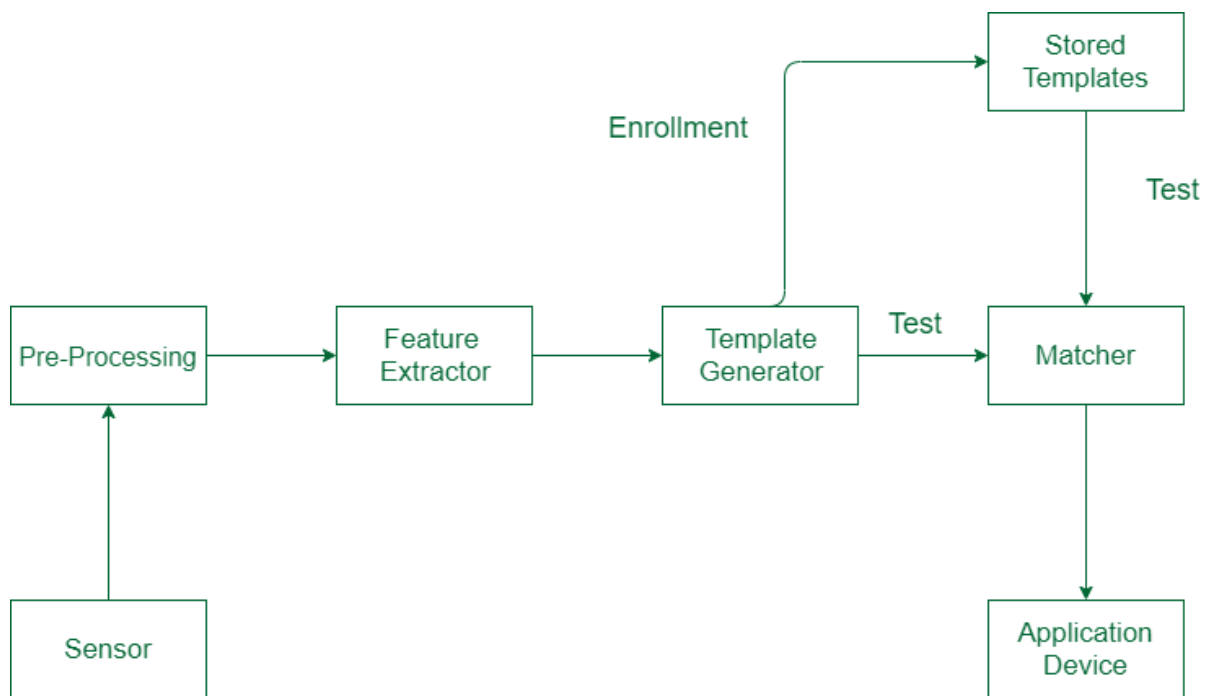 Stored
Templates
Enrollment
Test
Pre-Processing
Feature
Extractor
Template
Generator
Test
Matcher
Sensor
Application
Device